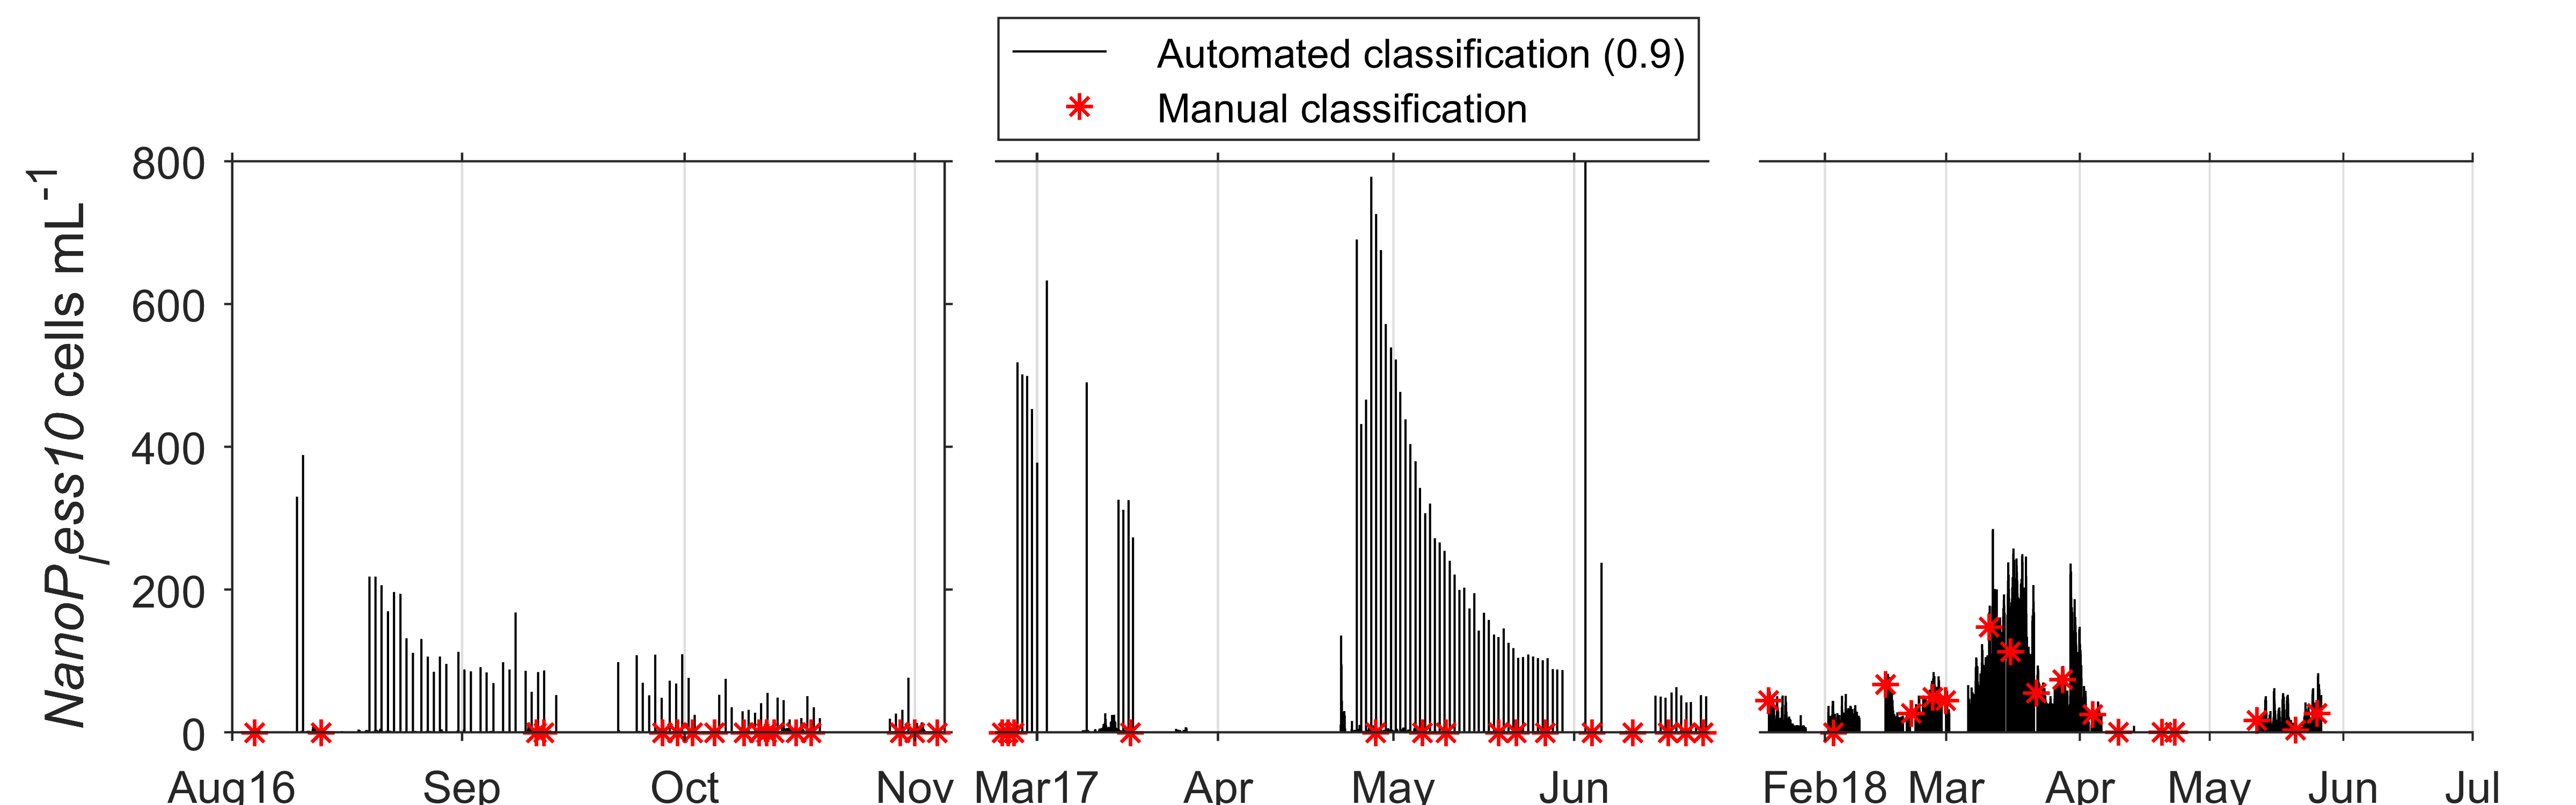 Automated classification (0.9)
Manual classification
NanoPless10 cells mL-1
800
600
400
200
0
Aug16 Sep Oct Nov Mar17 Apr May Jun Feb18 Mar Apr May Jun Jul